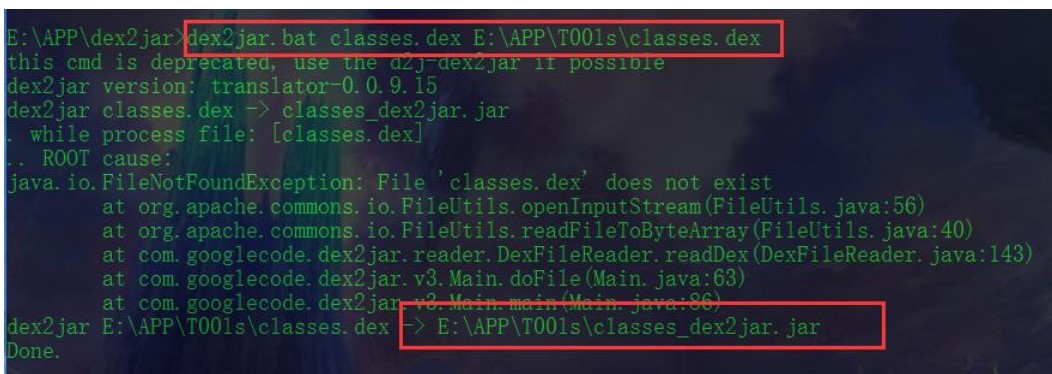 E:\APP\dex2jar>dex2jar.bat classes.dex E:\APP\T001s\classes.dex
this cmd is deprecated, use the d2j-dex2jar if possible
dex2jar version: translator-0.0.9.15
dex2jar classes.dex -> classes_dex2jar.jar
. while process file: [classes.dex]
.. ROOT cause:
java.io.FileNotFoundException: File 'classes.dex' does not exist
at org.apache.commons.io.FileUtils.openInputStream(FileUtils.java:56)
at org.apache.commons.io.FileUtils.readFileToByteArray(FileUtils.java:40)
at com.googlecode.dex2jar.reader.DexFileReader.readDex(DexFileReader.java:143)
at com.googlecode.dex2jar.v3.Main.doFile(Main.java:63)
at com.googlecode.dex2jar.v3.Main.main(Main.java:86)
dex2jar E:\APP\T001s\classes.dex -> E:\APP\T001s\classes_dex2jar.jar
Done.